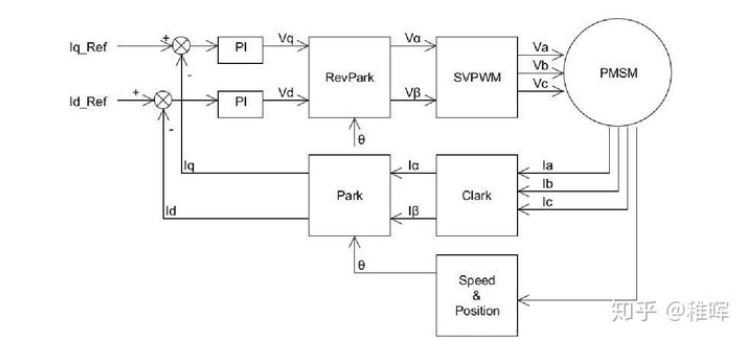 Iq_Ref
+
-
PI
Vq
RevPark
Vα
SVPWM
Va
Vb
Vc
PMSM
Id_Ref
+
-
PI
Vd
Vβ
θ
Iq
Park
Iα
Clark
Ia
Ib
Ic
Id
Iβ
θ
Speed
&
Position
知乎 @稚晖